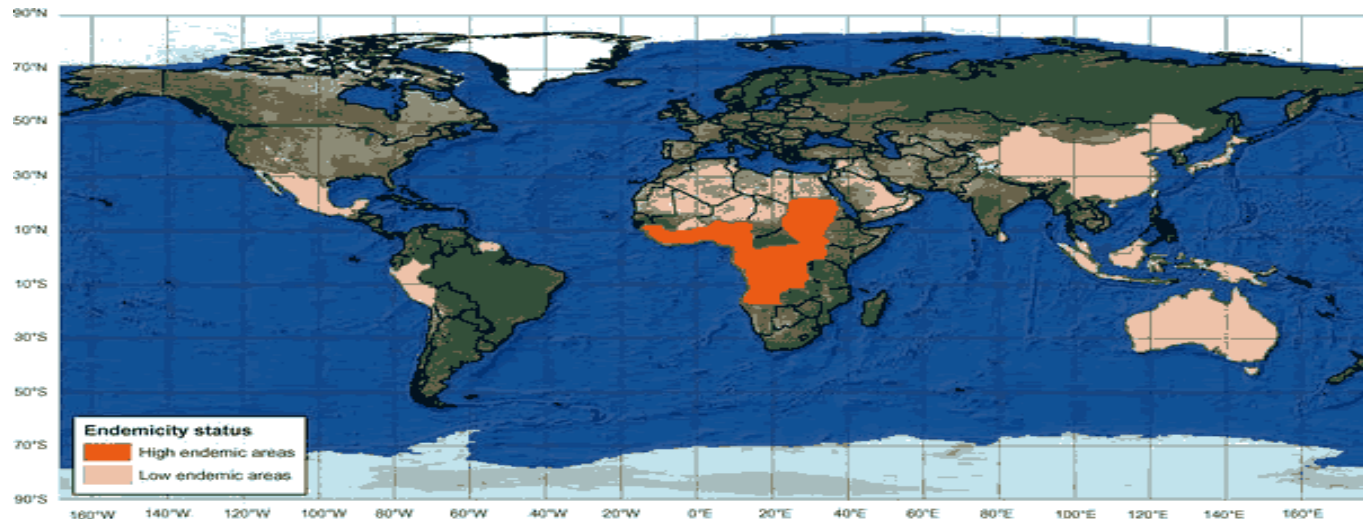 90°N
70°N
50°N
30°N
10°N
10°S
30°S
50°S
70°S
90°S
Endemicity status
High endemic areas
Low endemic areas
160°W 140°W 120°W 100°W 80°W 60°W 40°W 20°W 0°E 20°E 40°E 60°E 80°E 100°E 120°E 140°E 160°E